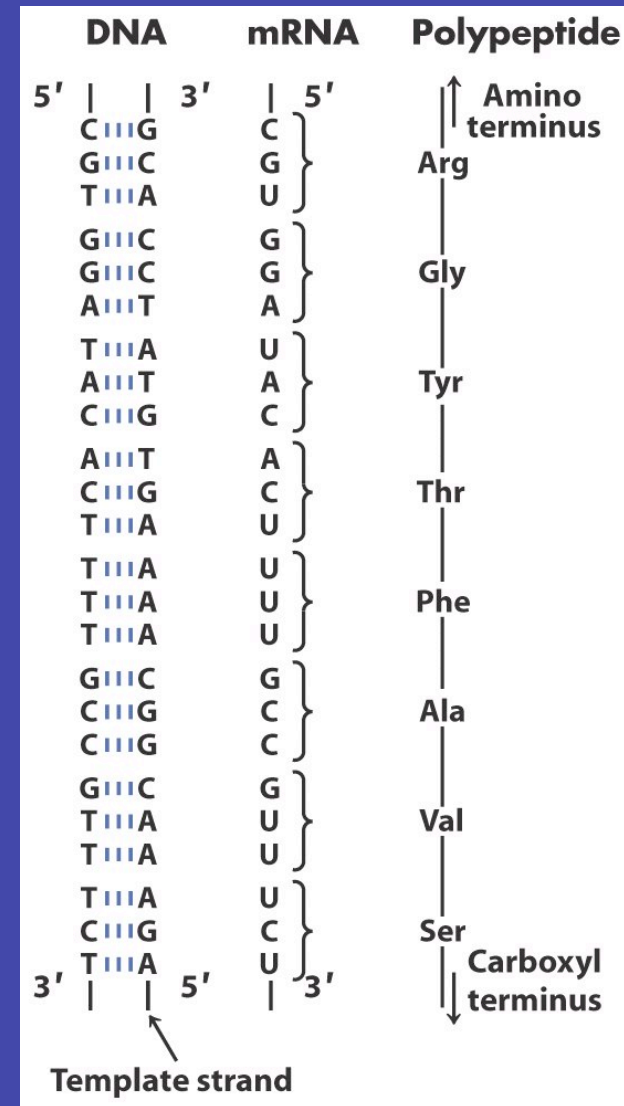 DNA mRNA Polypeptide
5′ 3′ 5′ Amino
C G C terminus
G C G Arg
T A U
G C G
G C G Gly
A T A
T A U
A T A Tyr
C G C
A T A
C G C Thr
T A U
T A U
T A U Phe
T A U
G C G
C G C Ala
C G C
G C G
T A U Val
T A U
T A U
C G C Ser
T A U Carboxyl
3′ 5′ 3′ terminus
Template strand